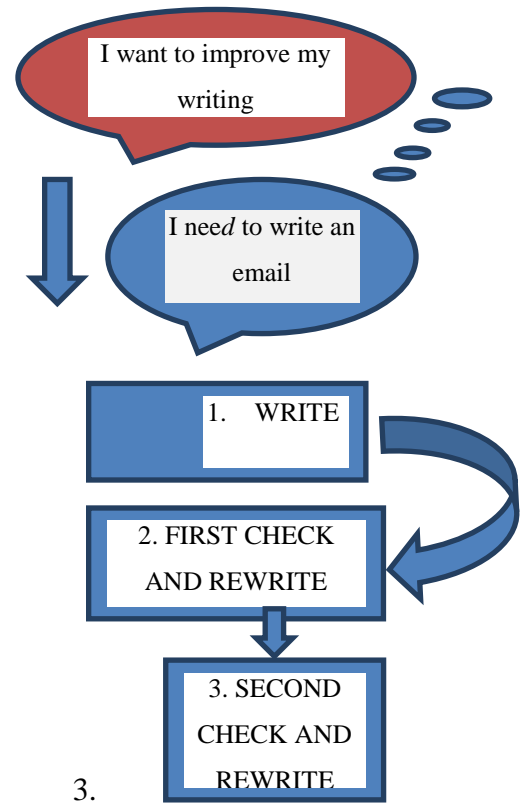 I want to improve my
writing
I need to write an
email
1. WRITE
2. FIRST CHECK
AND REWRITE
3. SECOND
CHECK AND
REWRITE
3.